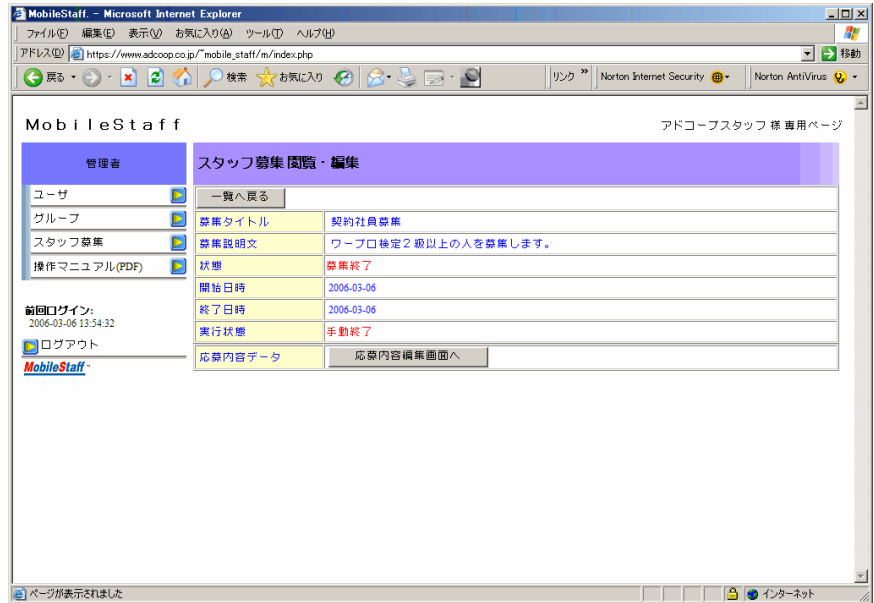 MobileStaff. - Microsoft Internet Explorer
ファイル(F) 編集(E) 表示(V) お気に入り(A) ツール(T) ヘルプ(H)
アドレス(D) https://www.adcoop.co.jp/~mobile_staff/m/index.php 移動
戻る 検索 お気に入り リンク » Norton Internet Security Norton AntiVirus
MobileStaff アドコープスタッフ 様 専用ページ
管理者 スタッフ募集 閲覧・編集
ユーザ 一覧へ戻る
グループ 募集タイトル 契約社員募集
スタッフ募集 募集説明文 ワープロ検定2級以上の人を募集します。
操作マニュアル(PDF) 状態 募集終了
開始日時 2006-03-06
前回ログイン: 終了日時 2006-03-06
2006-03-06 13:54:32 実行状態 手動終了
ログアウト 応募内容データ 応募内容編集画面へ
MobileStaff
ページが表示されました インターネット